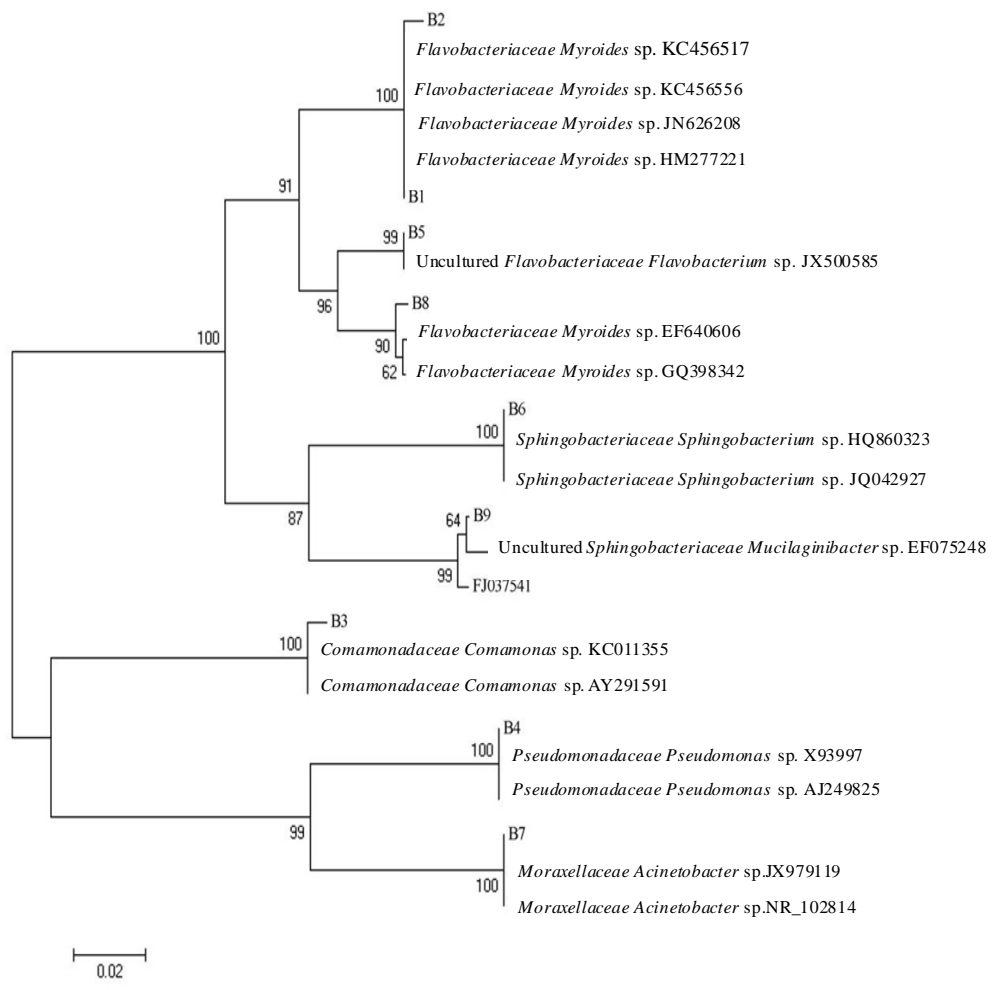 B2
Flavobacteriaceae Myroides sp. KC456517
100
Flavobacteriaceae Myroides sp. KC456556
Flavobacteriaceae Myroides sp. JN626208
Flavobacteriaceae Myroides sp. HM277221
91
B1
B5
99
Uncultured Flavobacteriaceae Flavobacterium sp. JX500585
96
B8
100
Flavobacteriaceae Myroides sp. EF640606
90
62
Flavobacteriaceae Myroides sp. GQ398342
B6
100
Sphingobacteriaceae Sphingobacterium sp. HQ860323
Sphingobacteriaceae Sphingobacterium sp. JQ042927
87
64
B9
Uncultured Sphingobacteriaceae Mucilaginibacter sp. EF075248
99
FJ037541
B3
100
Comamonadaceae Comamonas sp. KC011355
Comamonadaceae Comamonas sp. AY291591
B4
100
Pseudomonadaceae Pseudomonas sp. X93997
Pseudomonadaceae Pseudomonas sp. AJ249825
99
B7
Moraxellaceae Acinetobacter sp.JX979119
100
Moraxellaceae Acinetobacter sp.NR_102814
0.02